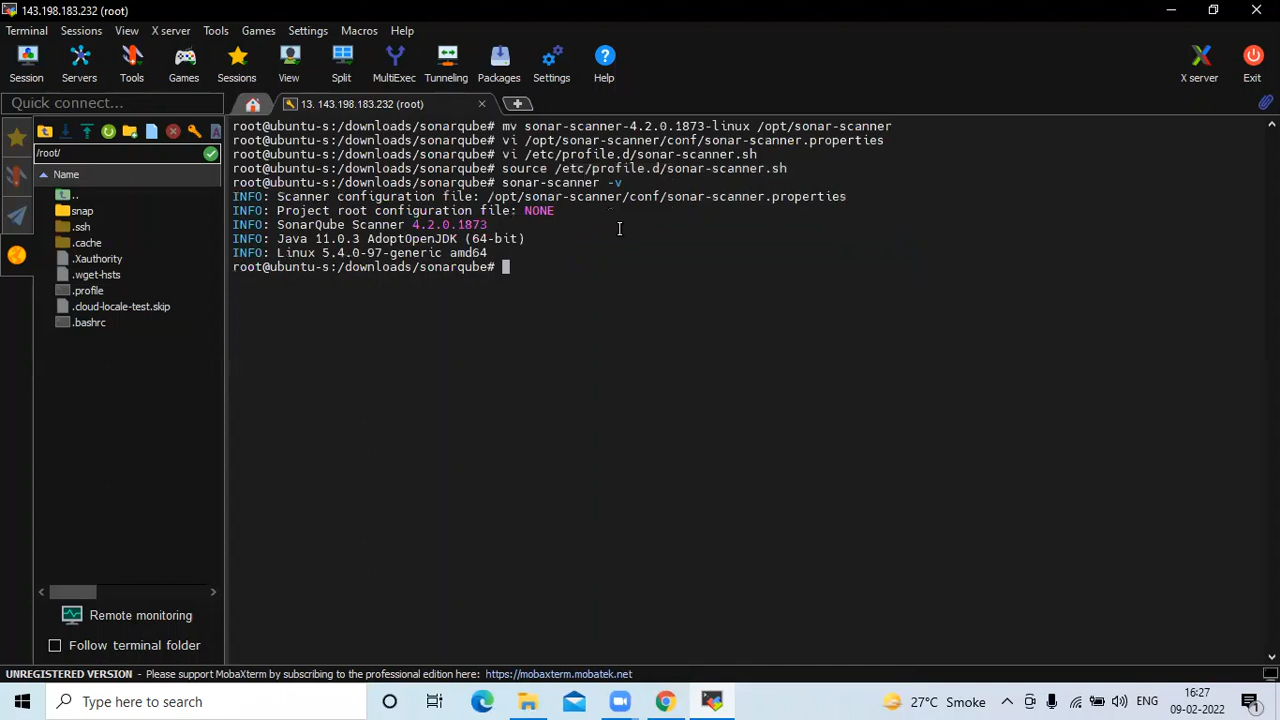 143.198.183.232 (root)
Terminal Sessions View X server Tools Games Settings Macros Help
Session Servers Tools Games Sessions View Split MultiExec Tunneling Packages Settings Help X server Exit
Quick connect...
13. 143.198.183.232 (root)
/root/
Name
..
snap
.ssh
.cache
.Xauthority
.wget-hsts
.profile
.cloud-locale-test.skip
.bashrc
Remote monitoring
Follow terminal folder
root@ubuntu-s:/downloads/sonarqube# mv sonar-scanner-4.2.0.1873-linux /opt/sonar-scanner
root@ubuntu-s:/downloads/sonarqube# vi /opt/sonar-scanner/conf/sonar-scanner.properties
root@ubuntu-s:/downloads/sonarqube# vi /etc/profile.d/sonar-scanner.sh
root@ubuntu-s:/downloads/sonarqube# source /etc/profile.d/sonar-scanner.sh
root@ubuntu-s:/downloads/sonarqube# sonar-scanner -v
INFO: Scanner configuration file: /opt/sonar-scanner/conf/sonar-scanner.properties
INFO: Project root configuration file: NONE
INFO: SonarQube Scanner 4.2.0.1873
INFO: Java 11.0.3 AdoptOpenJDK (64-bit)
INFO: Linux 5.4.0-97-generic amd64
root@ubuntu-s:/downloads/sonarqube#
UNREGISTERED VERSION - Please support MobaXterm by subscribing to the professional edition here: https://mobaxterm.mobatek.net
Type here to search
27°C Smoke
ENG
16:27
09-02-2022
1